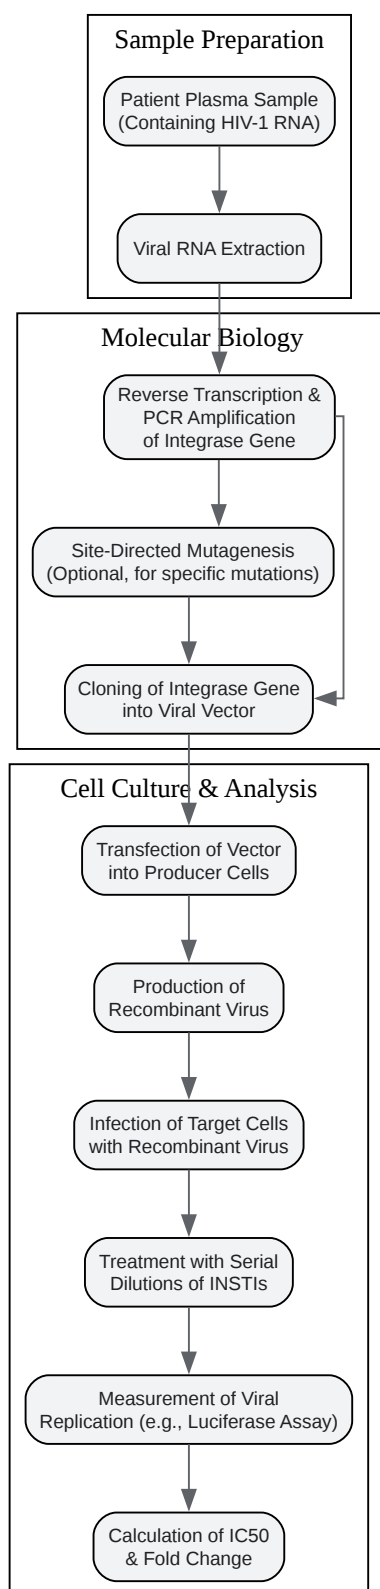 Sample Preparation
Patient Plasma Sample
(Containing HIV-1 RNA)
Viral RNA Extraction
Molecular Biology
Reverse Transcription &
PCR Amplification
of Integrase Gene
Site-Directed Mutagenesis
(Optional, for specific mutations)
Cloning of Integrase Gene
into Viral Vector
Cell Culture & Analysis
Transfection of Vector
into Producer Cells
Production of
Recombinant Virus
Infection of Target Cells
with Recombinant Virus
Treatment with Serial
Dilutions of INSTIs
Measurement of Viral
Replication (e.g., Luciferase Assay)
Calculation of IC50
& Fold Change